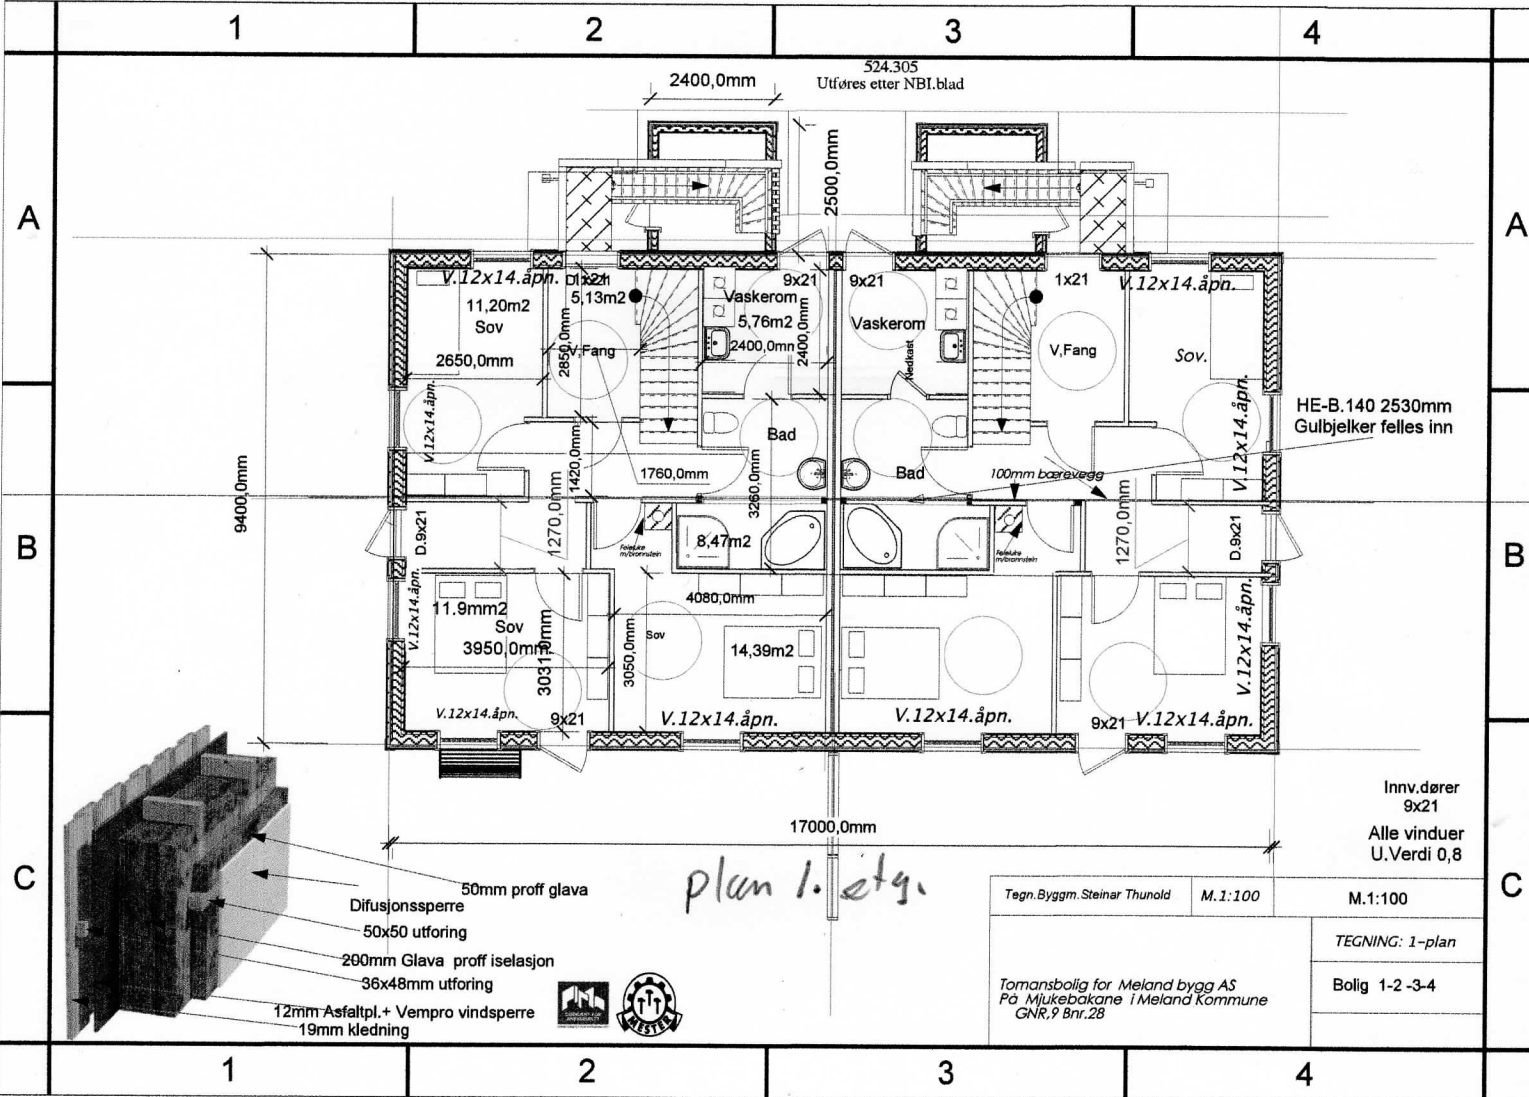 1
2
3
4
A
A
B
B
C
C
524.305
Utføres etter NBI.blad
2400,0mm
2500,0mm
V.12x14.åpn.
11,20m2
Sov
2650,0mm
5,13m2
V,Fang
2850,0mm
9x21
Vaskerom
5,76m2
2400,0mn
2400,0mm
9x21
Vaskerom
Nedkast
1x21
V,Fang
V.12x14.åpn.
Sov.
V.12x14.åpn.
V.12x14.åpn.
HE-B.140 2530mm
Gulbjelker felles inn
9400,0mm
1420,0mm
1760,0mm
Bad
3260,0mm
Bad
100mm bærevegg
D.9x21
1270,0mm
Feieluke
m/brannstein
8,47m2
Feieluke
m/brannstein
1270,0mm
D.9x21
V.12x14.åpn.
11.9mm2
Sov
3950,0mm
3031,0mm
4080,0mm
3050,0mm
Sov
14,39m2
V.12x14.åpn.
V.12x14.åpn.
9x21
V.12x14.åpn.
V.12x14.åpn.
9x21
V.12x14.åpn.
17000,0mm
plan 1. etg.
Innv.dører
9x21
Alle vinduer
U.Verdi 0,8
50mm proff glava
Difusjonssperre
50x50 utforing
200mm Glava proff iselasjon
36x48mm utforing
12mm Asfaltpl.+ Vempro vindsperre
19mm kledning
MESTER
Tegn.Byggm.Steinar Thunold
M.1:100
M.1:100
TEGNING: 1-plan
Tomansbolig for Meland bygg AS
På Mjukebakane i Meland Kommune
GNR,9 Bnr.28
Bolig 1-2 -3-4
1
2
3
4